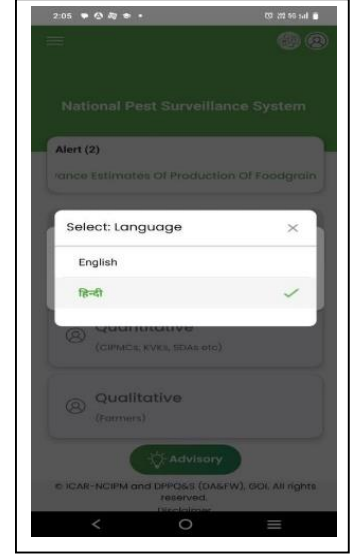 2:05
National Pest Surveillance System
Alert (2)
ance Estimates Of Production Of Foodgrain
Select: Language
English
हिन्दी
Quantitative
(CIPMCs, KVKs, SDAs etc)
Qualitative
(Farmers)
Advisory
© ICAR-NCIPM and DPPQ&S (DA&FW), GOI. All rights
reserved.
Disclaimer